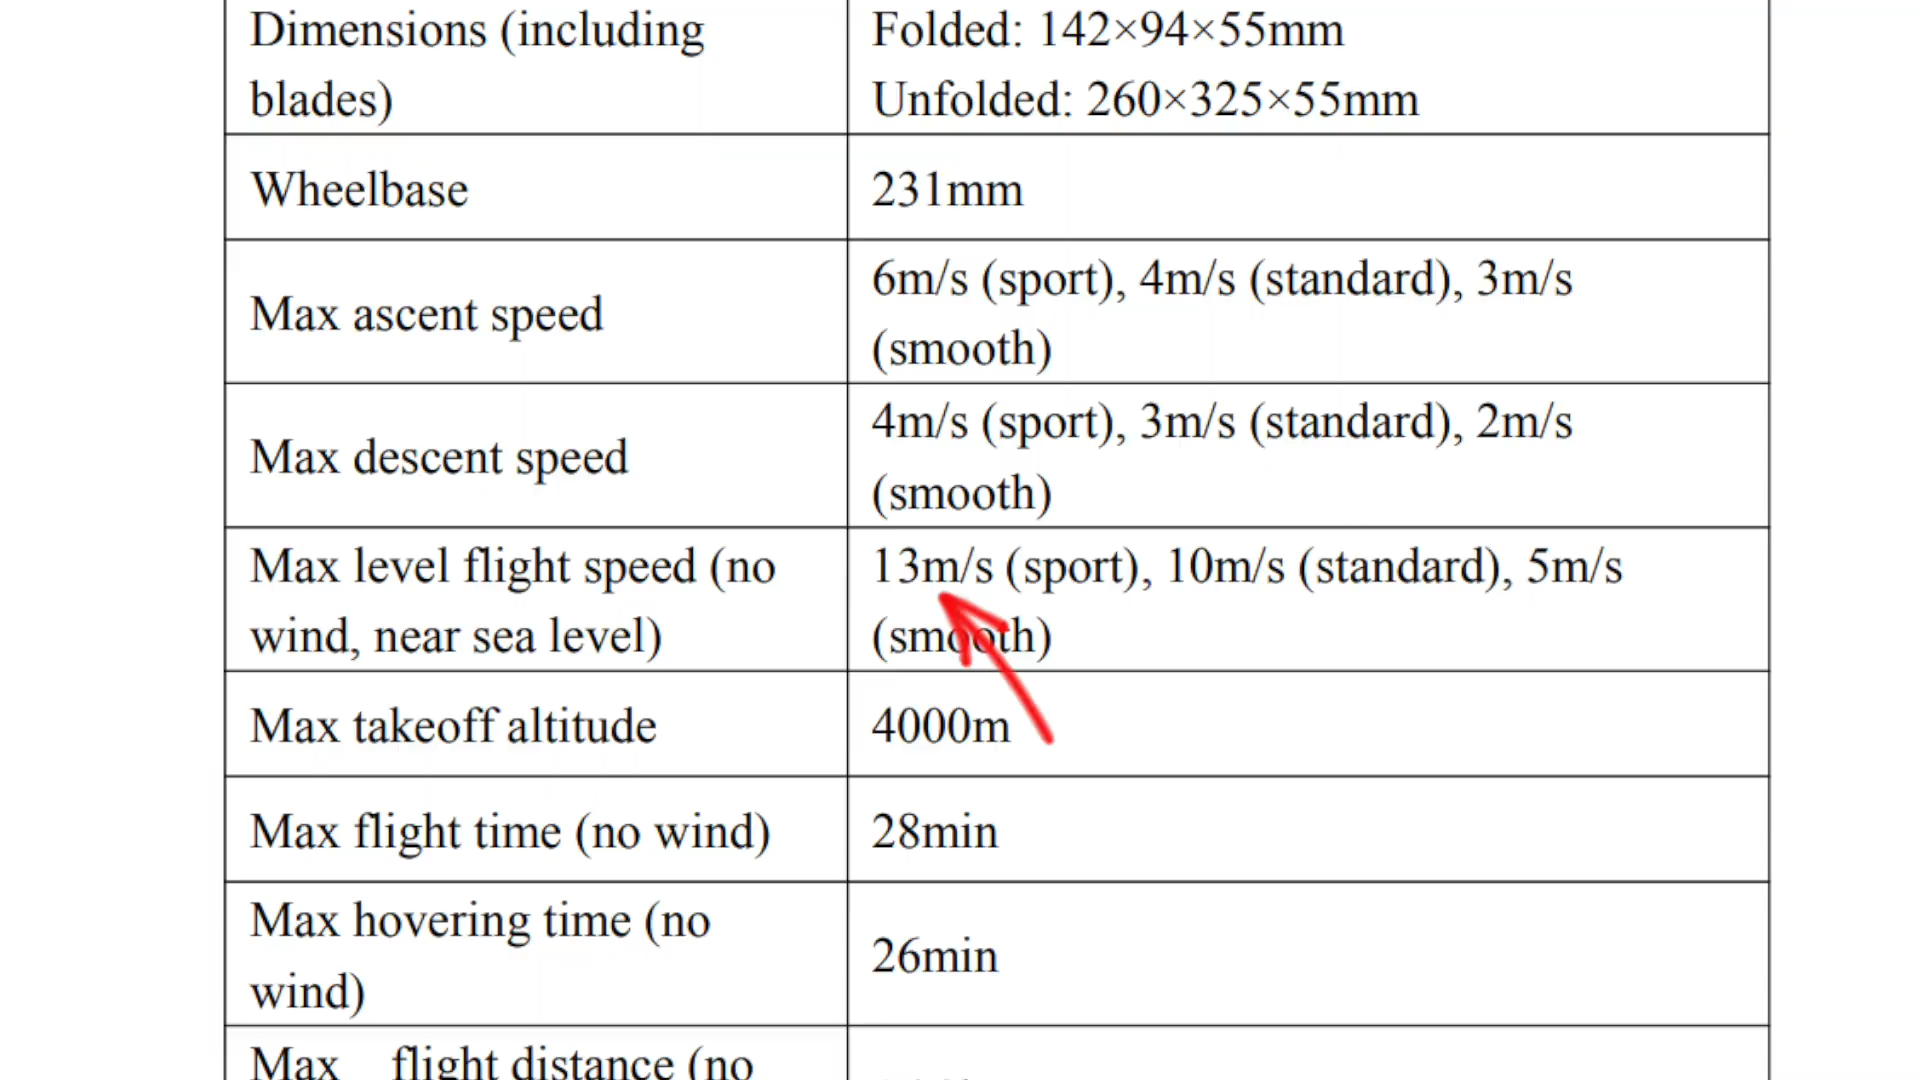 Dimensions (including
blades)
Folded: 142×94×55mm
Unfolded: 260×325×55mm
Wheelbase
231mm
Max ascent speed
6m/s (sport), 4m/s (standard), 3m/s
(smooth)
Max descent speed
4m/s (sport), 3m/s (standard), 2m/s
(smooth)
Max level flight speed (no
wind, near sea level)
13m/s (sport), 10m/s (standard), 5m/s
(smooth)
Max takeoff altitude
4000m
Max flight time (no wind)
28min
Max hovering time (no
wind)
26min
Max flight distance (no